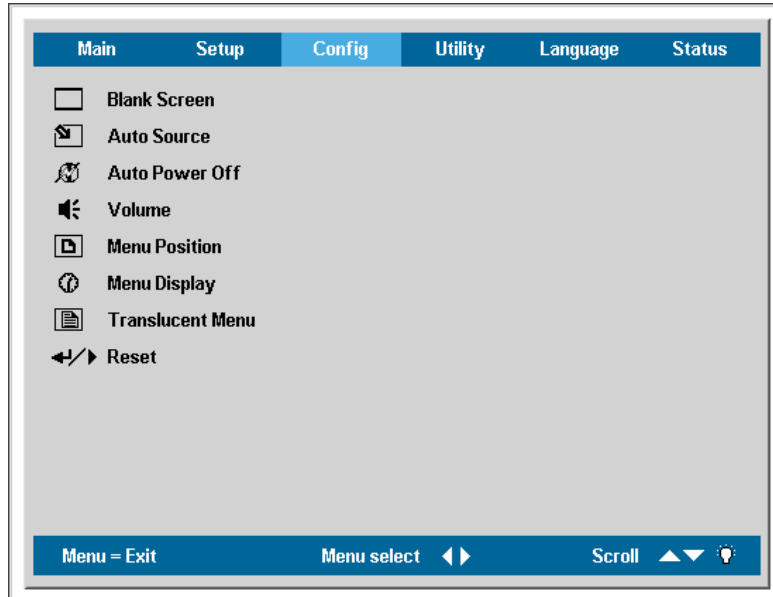 Main Setup Config Utility Language Status
Blank Screen
Auto Source
Auto Power Off
Volume
Menu Position
Menu Display
Translucent Menu
Reset
Menu = Exit Menu select Scroll